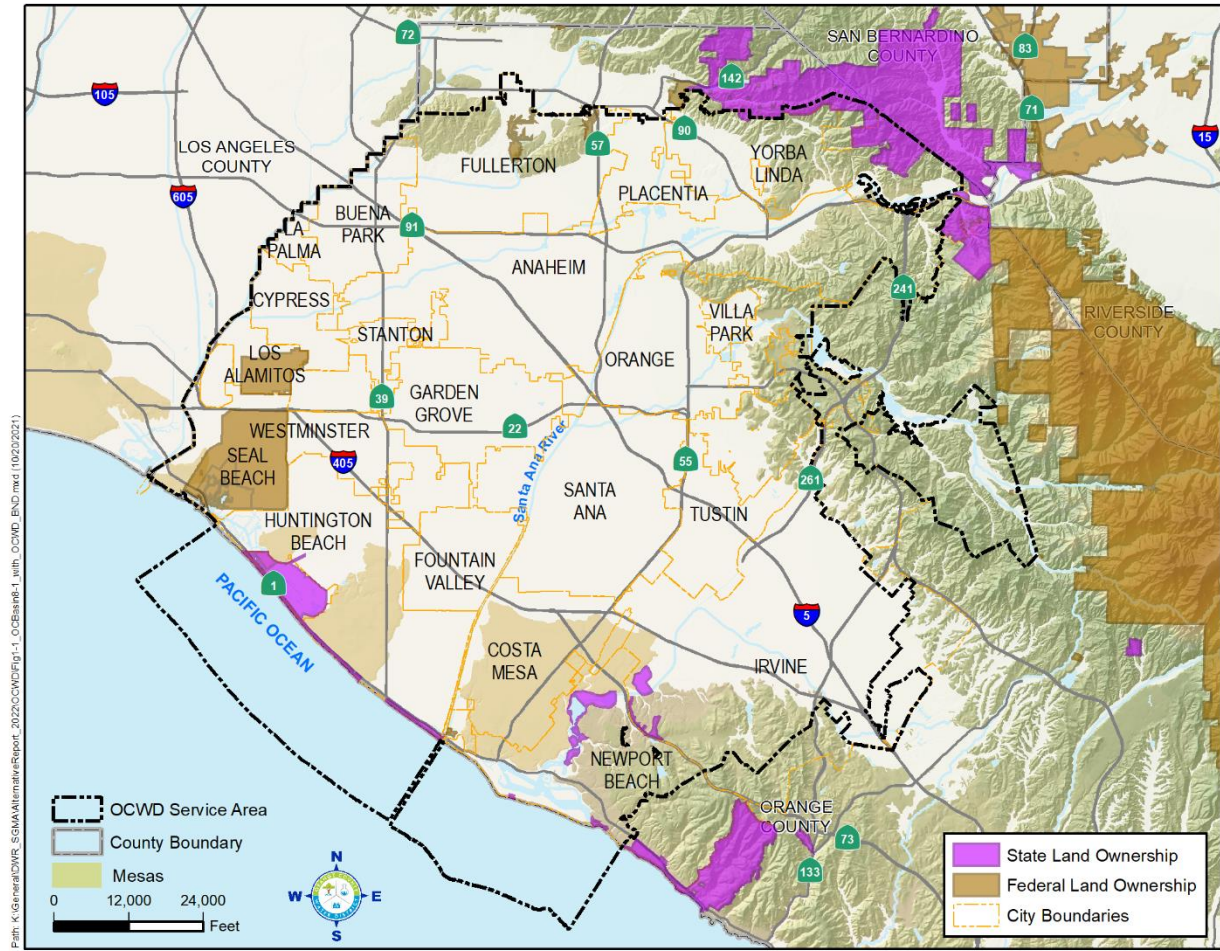 72
SAN BERNARDINO
COUNTY
83
142
105
71
15
LOS ANGELES
COUNTY
90
57
FULLERTON
YORBA
LINDA
605
PLACENTIA
BUENA
PARK
LA
PALMA
91
ANAHEIM
CYPRESS
241
VILLA
PARK
RIVERSIDE
COUNTY
STANTON
ORANGE
LOS
ALAMITOS
39
GARDEN
GROVE
22
WESTMINSTER
SEAL
BEACH
405
55
Santa Ana River
261
SANTA
ANA
TUSTIN
HUNTINGTON
BEACH
FOUNTAIN
VALLEY
1
PACIFIC OCEAN
5
COSTA
MESA
IRVINE
NEWPORT
BEACH
ORANGE
COUNTY
73
133
OCWD Service Area
County Boundary
Mesas
0 12,000 24,000
Feet
N
W E
S
State Land Ownership
Federal Land Ownership
City Boundaries